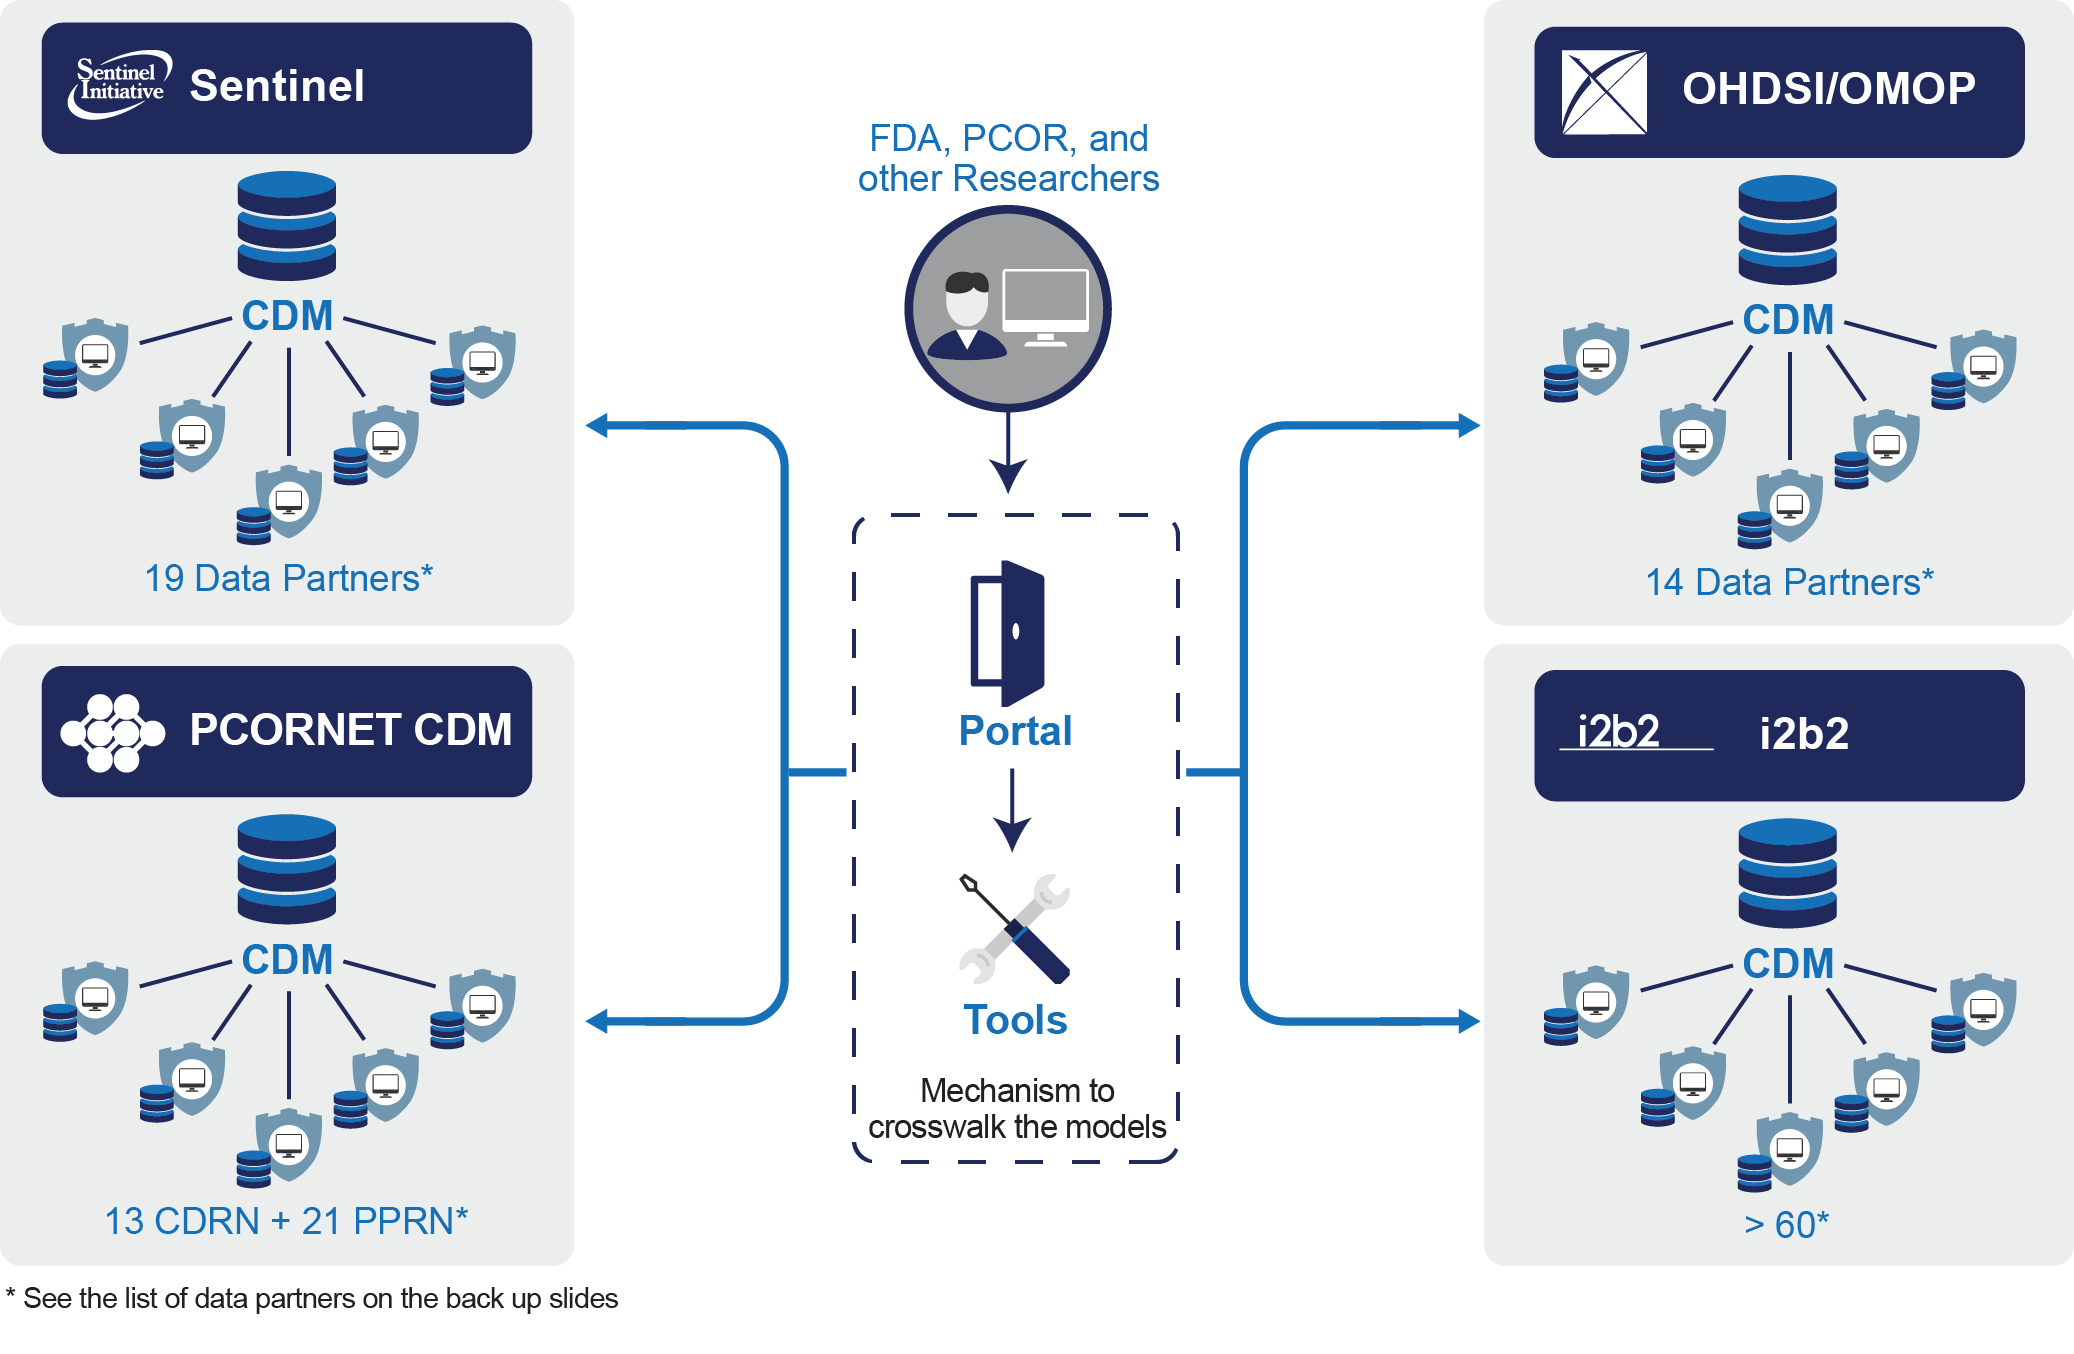 Sentinel
Initiative
Sentinel
CDM
19 Data Partners*
PCORNET CDM
CDM
13 CDRN + 21 PPRN*
FDA, PCOR, and
other Researchers
Portal
Tools
Mechanism to
crosswalk the models
OHDSI/OMOP
CDM
14 Data Partners*
i2b2
i2b2
CDM
> 60*
* See the list of data partners on the back up slides